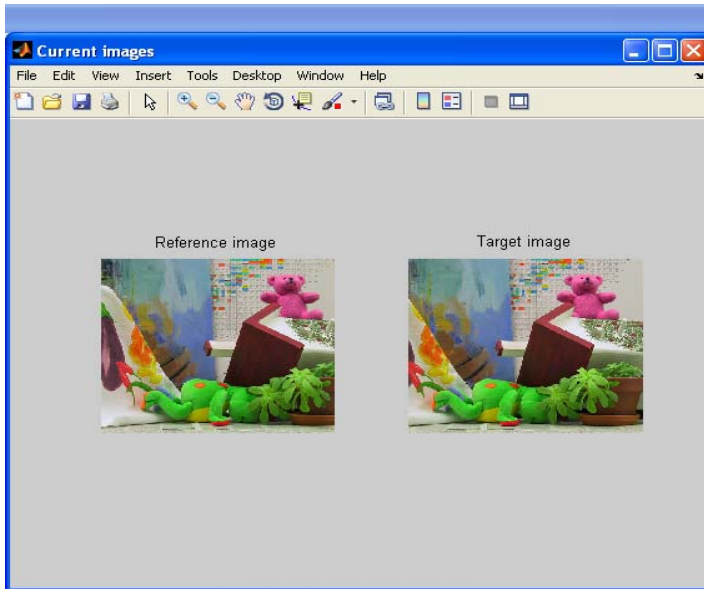 Current images
File Edit View Insert Tools Desktop Window Help
Reference image
Target image